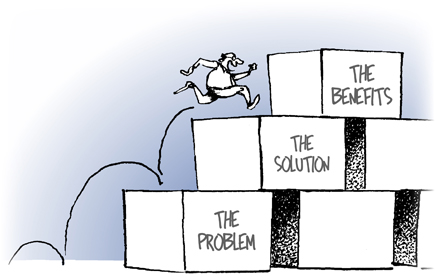 THE
BENEFITS
THE
SOLUTION
THE
PROBLEM